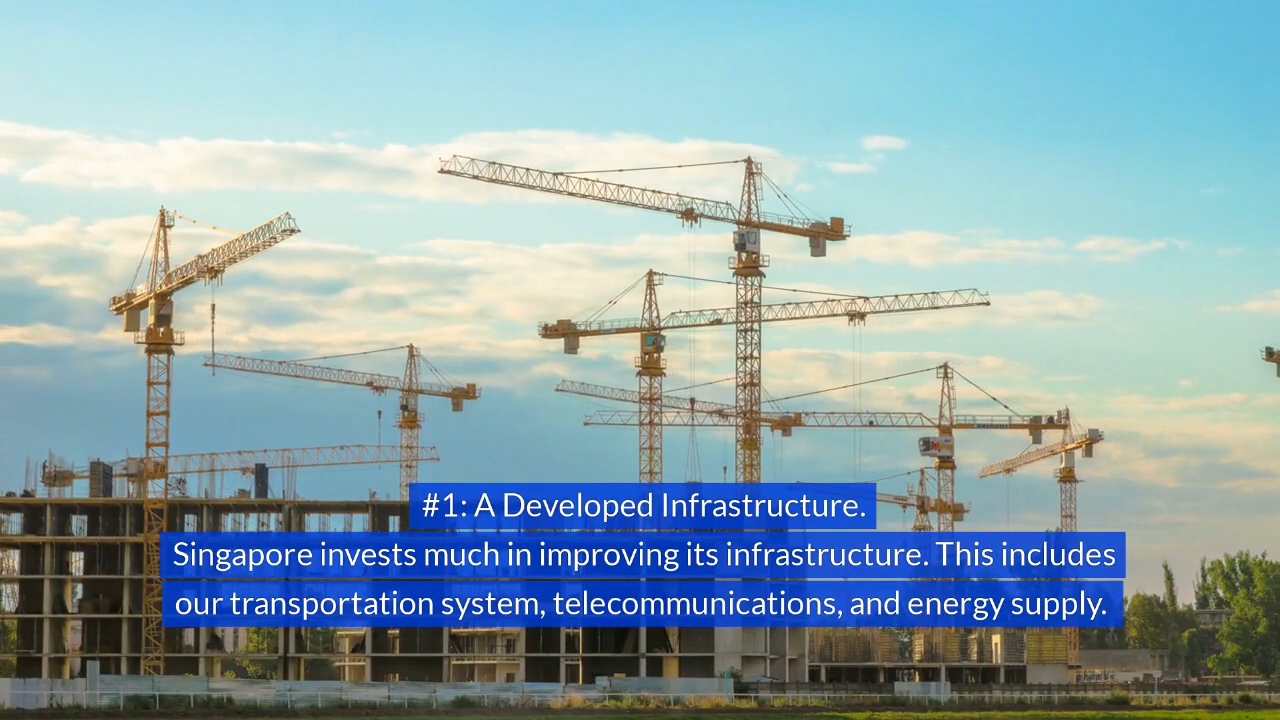 #1: A Developed Infrastructure.
Singapore invests much in improving its infrastructure. This includes
our transportation system, telecommunications, and energy supply.